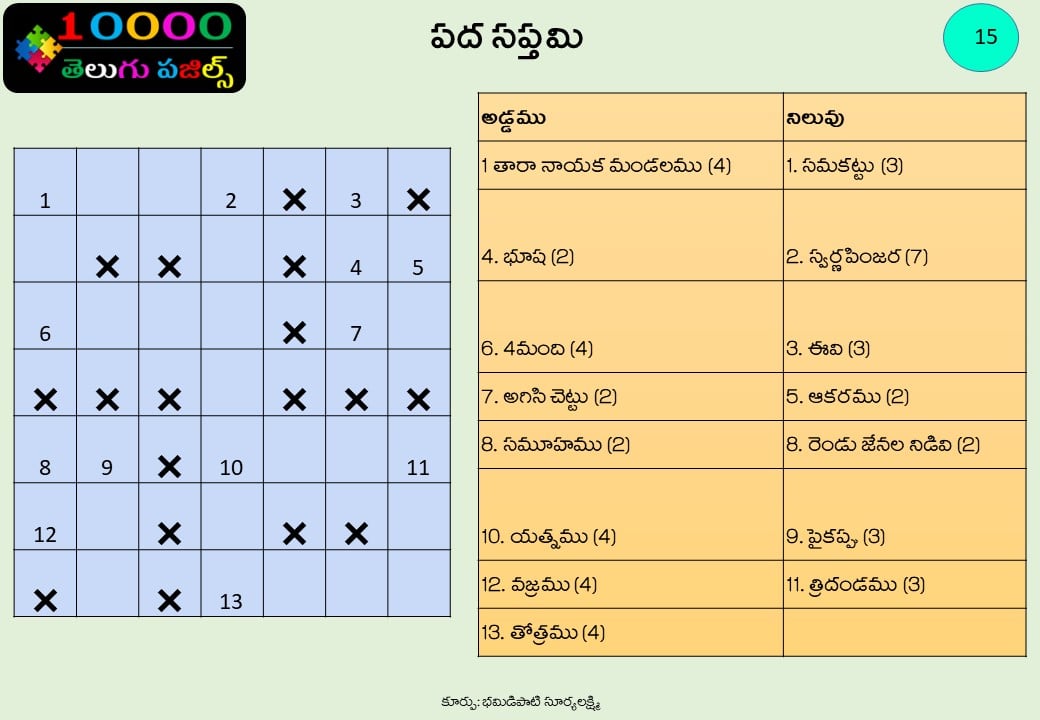 10000
తెలుగు పజిల్స్
పద సప్తమి
15
అడ్డము నిలువు
1 తారా నాయక మండలము (4) 1. సమకట్టు (3)
4. భూష (2) 2. స్వర్ణపింజర (7)
6. 4మంది (4) 3. ఈవి (3)
7. అగిసి చెట్టు (2) 5. ఆకరము (2)
8. సమూహము (2) 8. రెండు జేనల నిడివి (2)
10. యత్నము (4) 9. పైకప్పు (3)
12. వజ్రము (4) 11. త్రిదండము (3)
13. తోత్రము (4)
1 2 3
4 5
6 7
8 9 10 11
12
13
కూర్పు: భమిడిపాటి సూర్యలక్ష్మి